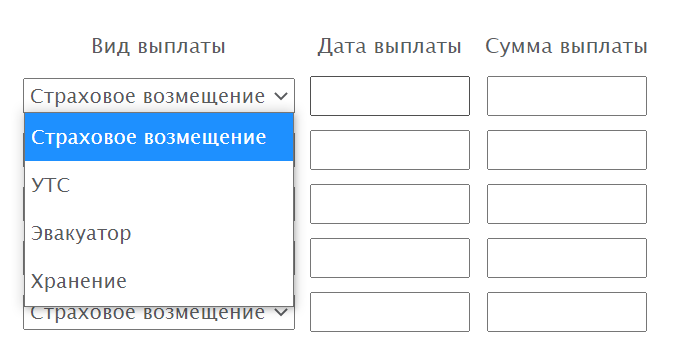 Вид выплаты Дата выплаты Сумма выплаты
Страховое возмещение
Страховое возмещение
УТС
Эвакуатор
Хранение
Страховое возмещение